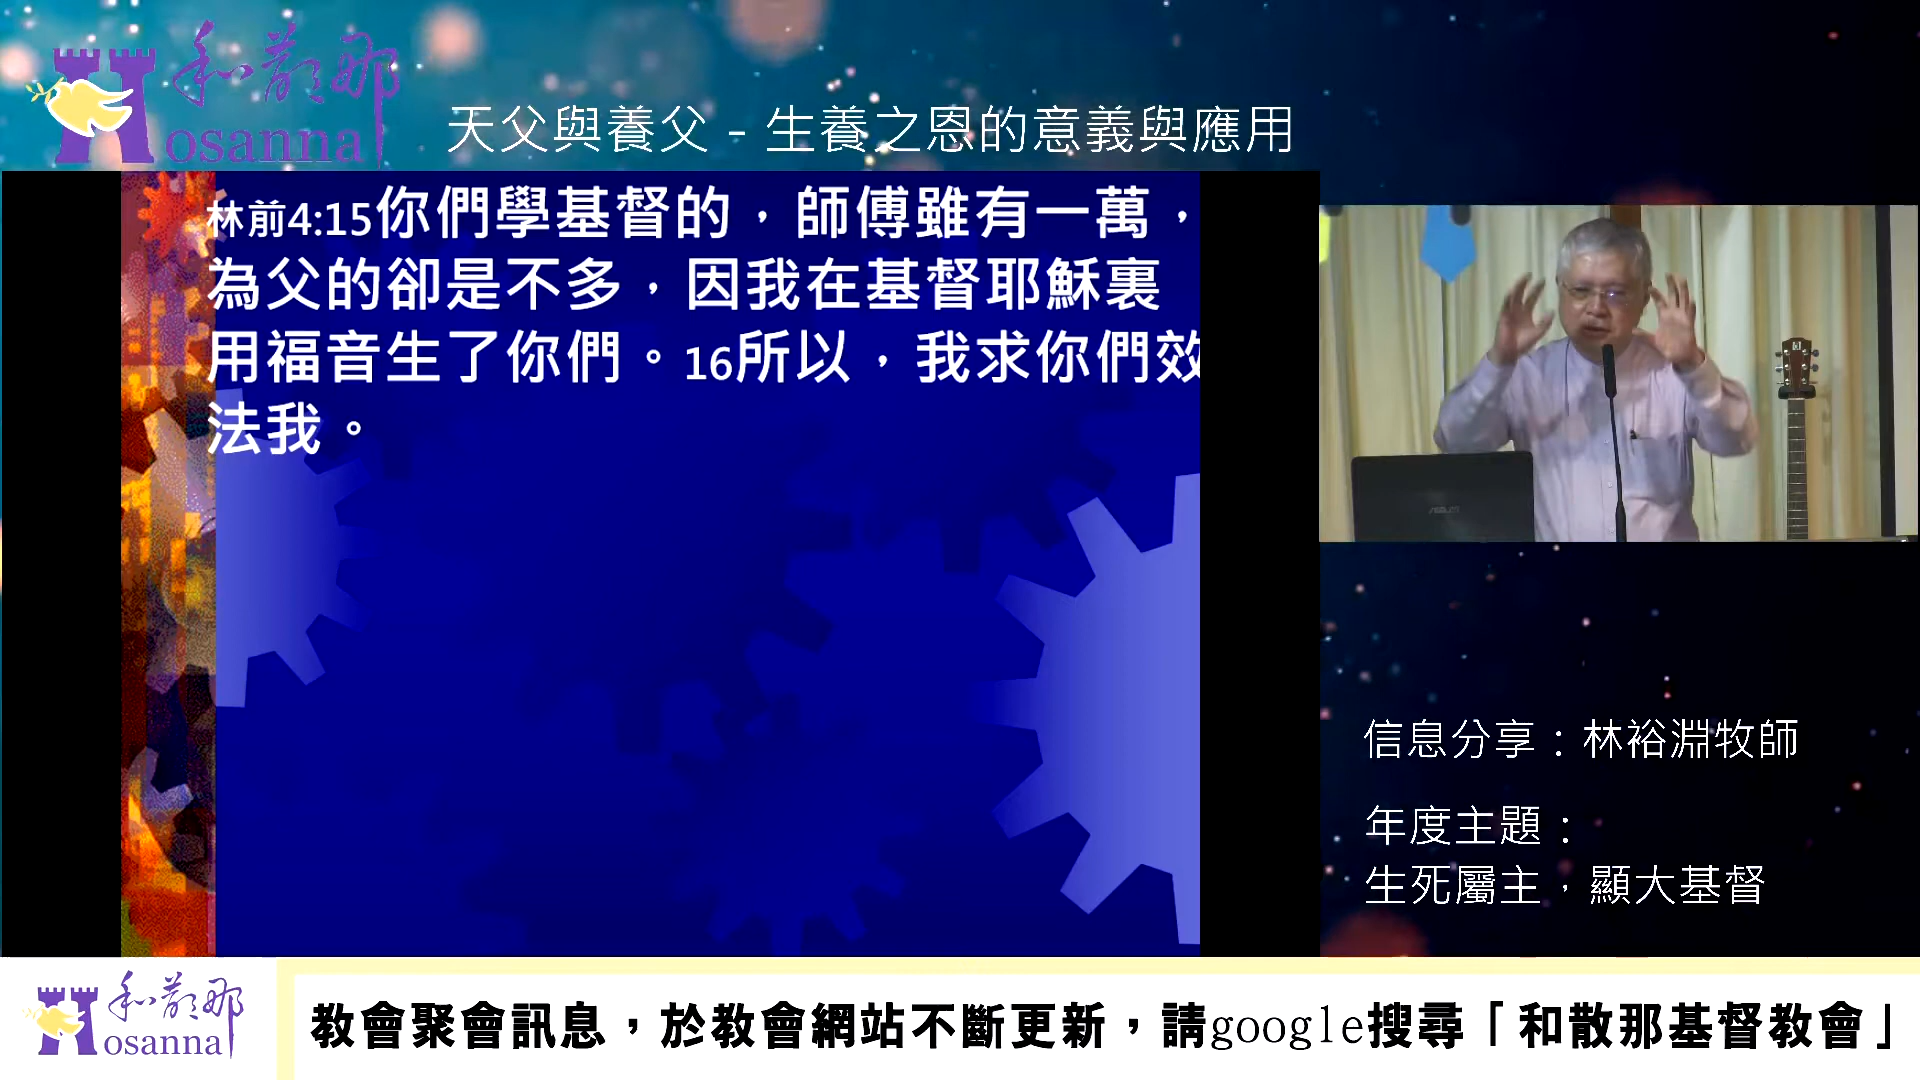 和散那
Hosanna
天父與養父 - 生養之恩的意義與應用
林前4:15你們學基督的，師傅雖有一萬，
為父的卻是不多，因我在基督耶穌裏
用福音生了你們。16所以，我求你們效
法我。
ASUS
信息分享：林裕淵牧師
年度主題：
生死屬主，顯大基督
和散那
Hosanna
教會聚會訊息，於教會網站不斷更新，請google搜尋「和散那基督教會」